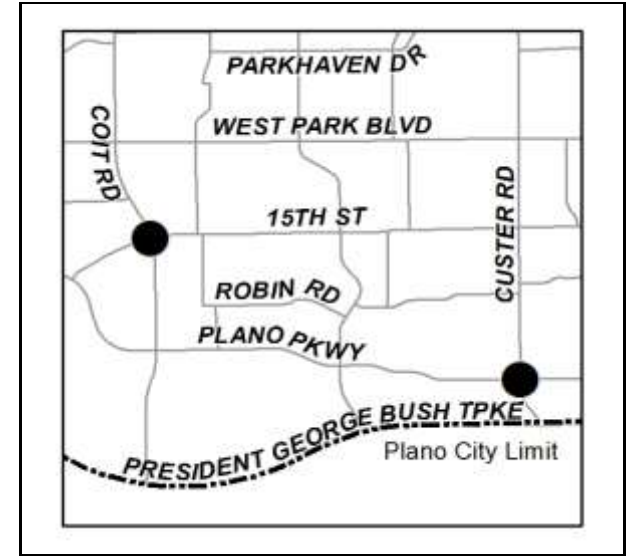 PARKHAVEN DR
WEST PARK BLVD
COIT RD
15TH ST
CUSTER RD
ROBIN RD
PLANO PKWY
PRESIDENT GEORGE BUSH TPKE
Plano City Limit